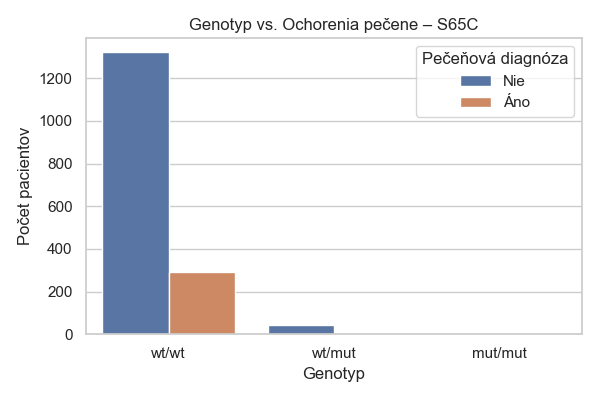 Genotyp vs. Ochorenia pečene – S65C
Pečeňová diagnóza
Nie
Áno
Počet pacientov
1200
1000
800
600
400
200
0
wt/wt
wt/mut
mut/mut
Genotyp